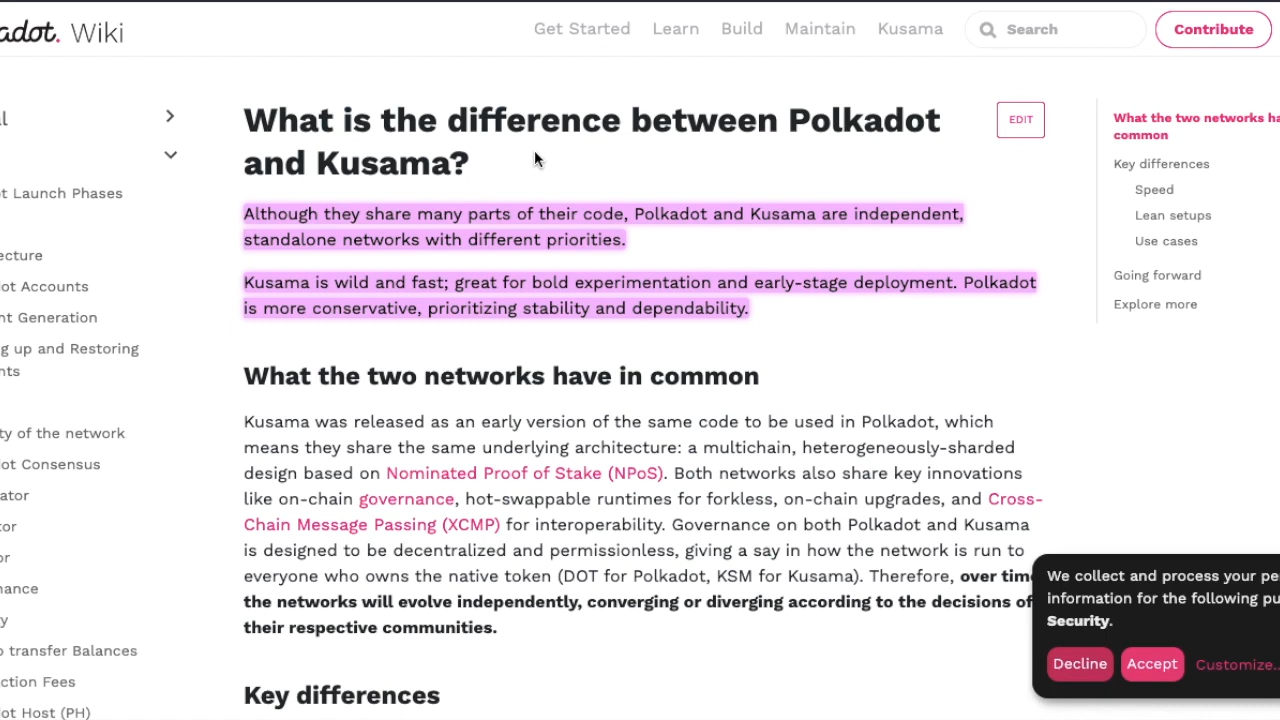 adot. Wiki
Get Started Learn Build Maintain Kusama Search Contribute
ot Launch Phases
ecture
ot Accounts
nt Generation
g up and Restoring
nts
ty of the network
ot Consensus
ator
tor
or
nance
y
o transfer Balances
ction Fees
ot Host (PH)
What is the difference between Polkadot
and Kusama?
EDIT
Although they share many parts of their code, Polkadot and Kusama are independent,
standalone networks with different priorities.
Kusama is wild and fast; great for bold experimentation and early-stage deployment. Polkadot
is more conservative, prioritizing stability and dependability.
What the two networks have in common
Kusama was released as an early version of the same code to be used in Polkadot, which
means they share the same underlying architecture: a multichain, heterogeneously-sharded
design based on Nominated Proof of Stake (NPoS). Both networks also share key innovations
like on-chain governance, hot-swappable runtimes for forkless, on-chain upgrades, and Cross-
Chain Message Passing (XCMP) for interoperability. Governance on both Polkadot and Kusama
is designed to be decentralized and permissionless, giving a say in how the network is run to
everyone who owns the native token (DOT for Polkadot, KSM for Kusama). Therefore, over time
the networks will evolve independently, converging or diverging according to the decisions of
their respective communities.
Key differences
What the two networks ha
common
Key differences
Speed
Lean setups
Use cases
Going forward
Explore more
We collect and process your pe
information for the following pu
Security.
Decline Accept Customize..